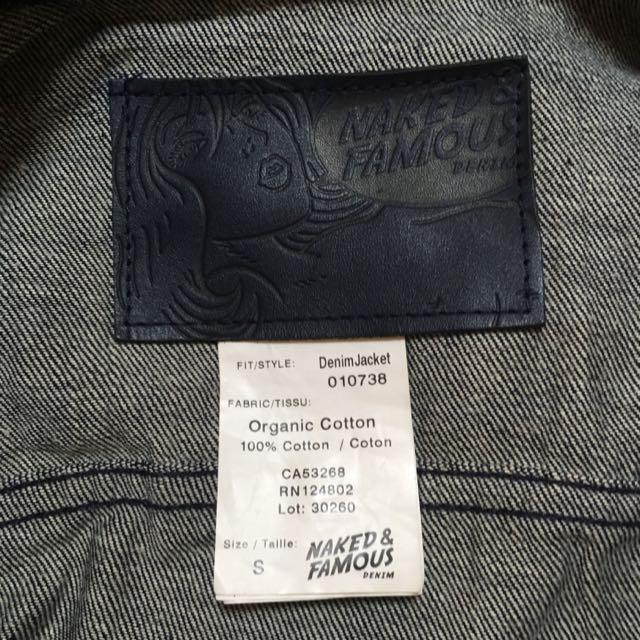 NAKED &
FAMOUS
DENIM
FIT/STYLE: DenimJacket
010738
FABRIC/TISSU:
Organic Cotton
100% Cotton / Coton
CA53268
RN124802
Lot: 30260
Size / Taille:
S
NAKED &
FAMOUS
DENIM